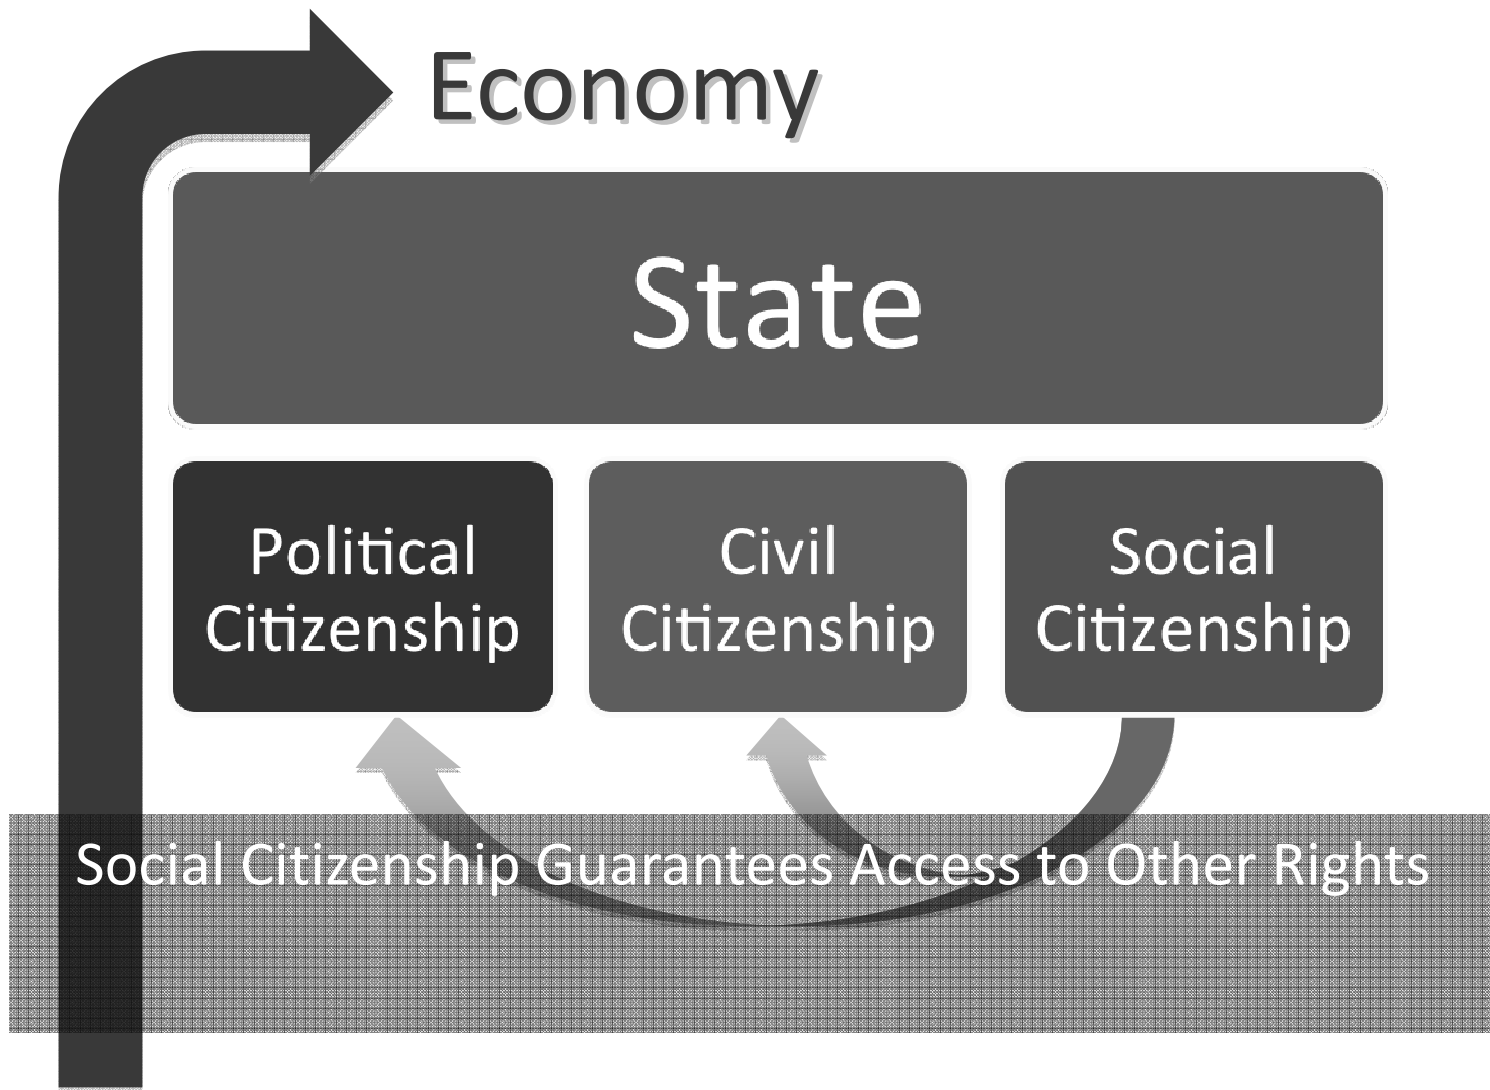 Economy
State
Political
Citizenship
Civil
Citizenship
Social
Citizenship
Social Citizenship Guarantees Access to Other Rights